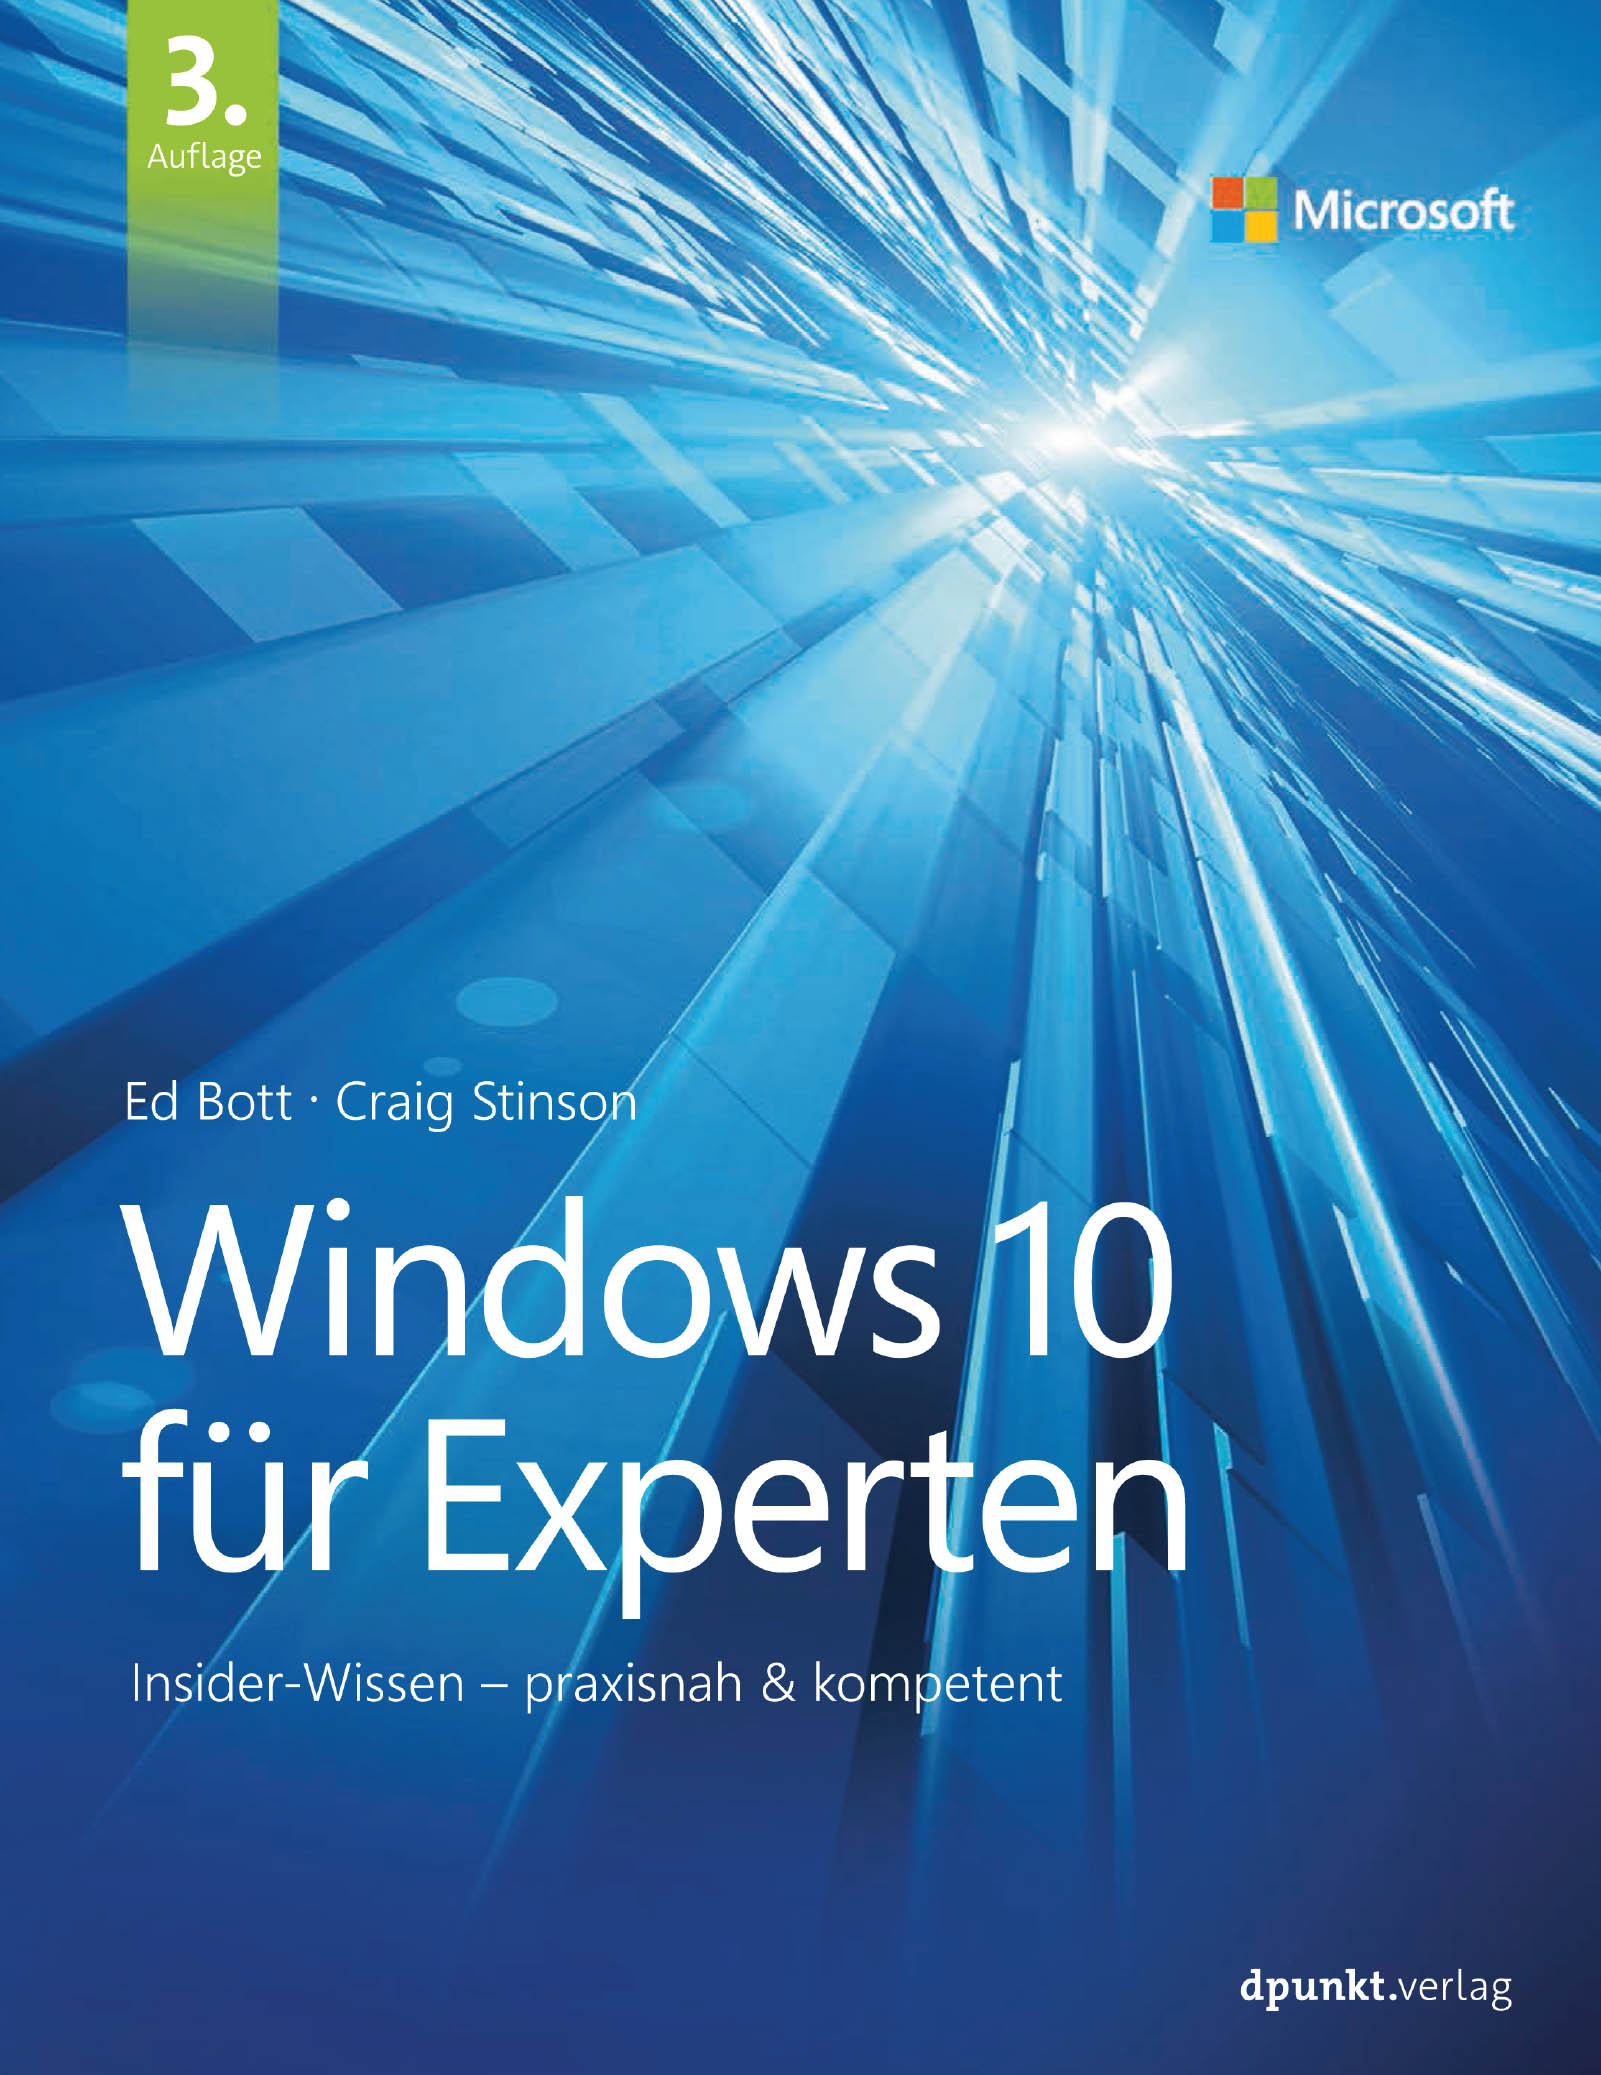 3.
Auflage
Microsoft
Ed Bott · Craig Stinson
Windows 10
für Experten
Insider-Wissen – praxisnah & kompetent
dpunkt.verlag